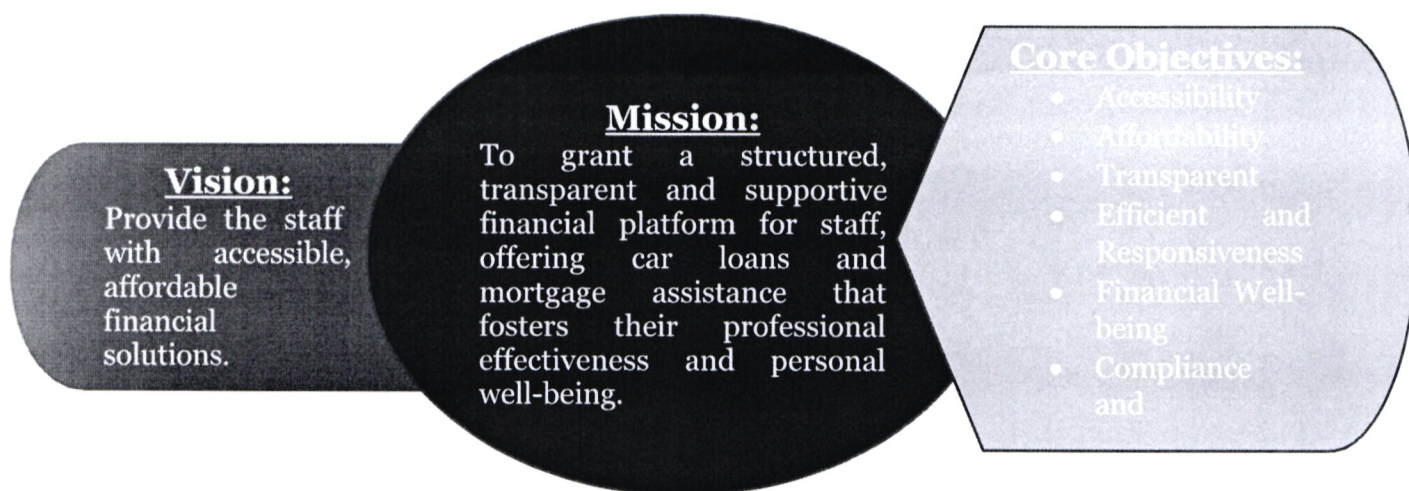 Vision:
Provide the staff
with accessible,
affordable
financial
solutions.
Mission:
To grant a structured,
transparent and supportive
financial platform for staff,
offering car loans and
mortgage assistance that
fosters their professional
effectiveness and personal
well-being.
Core Objectives:
• Accessibility
• Affordability
• Transparent
• Efficient and
Responsiveness
• Financial Well-
being
• Compliance
and